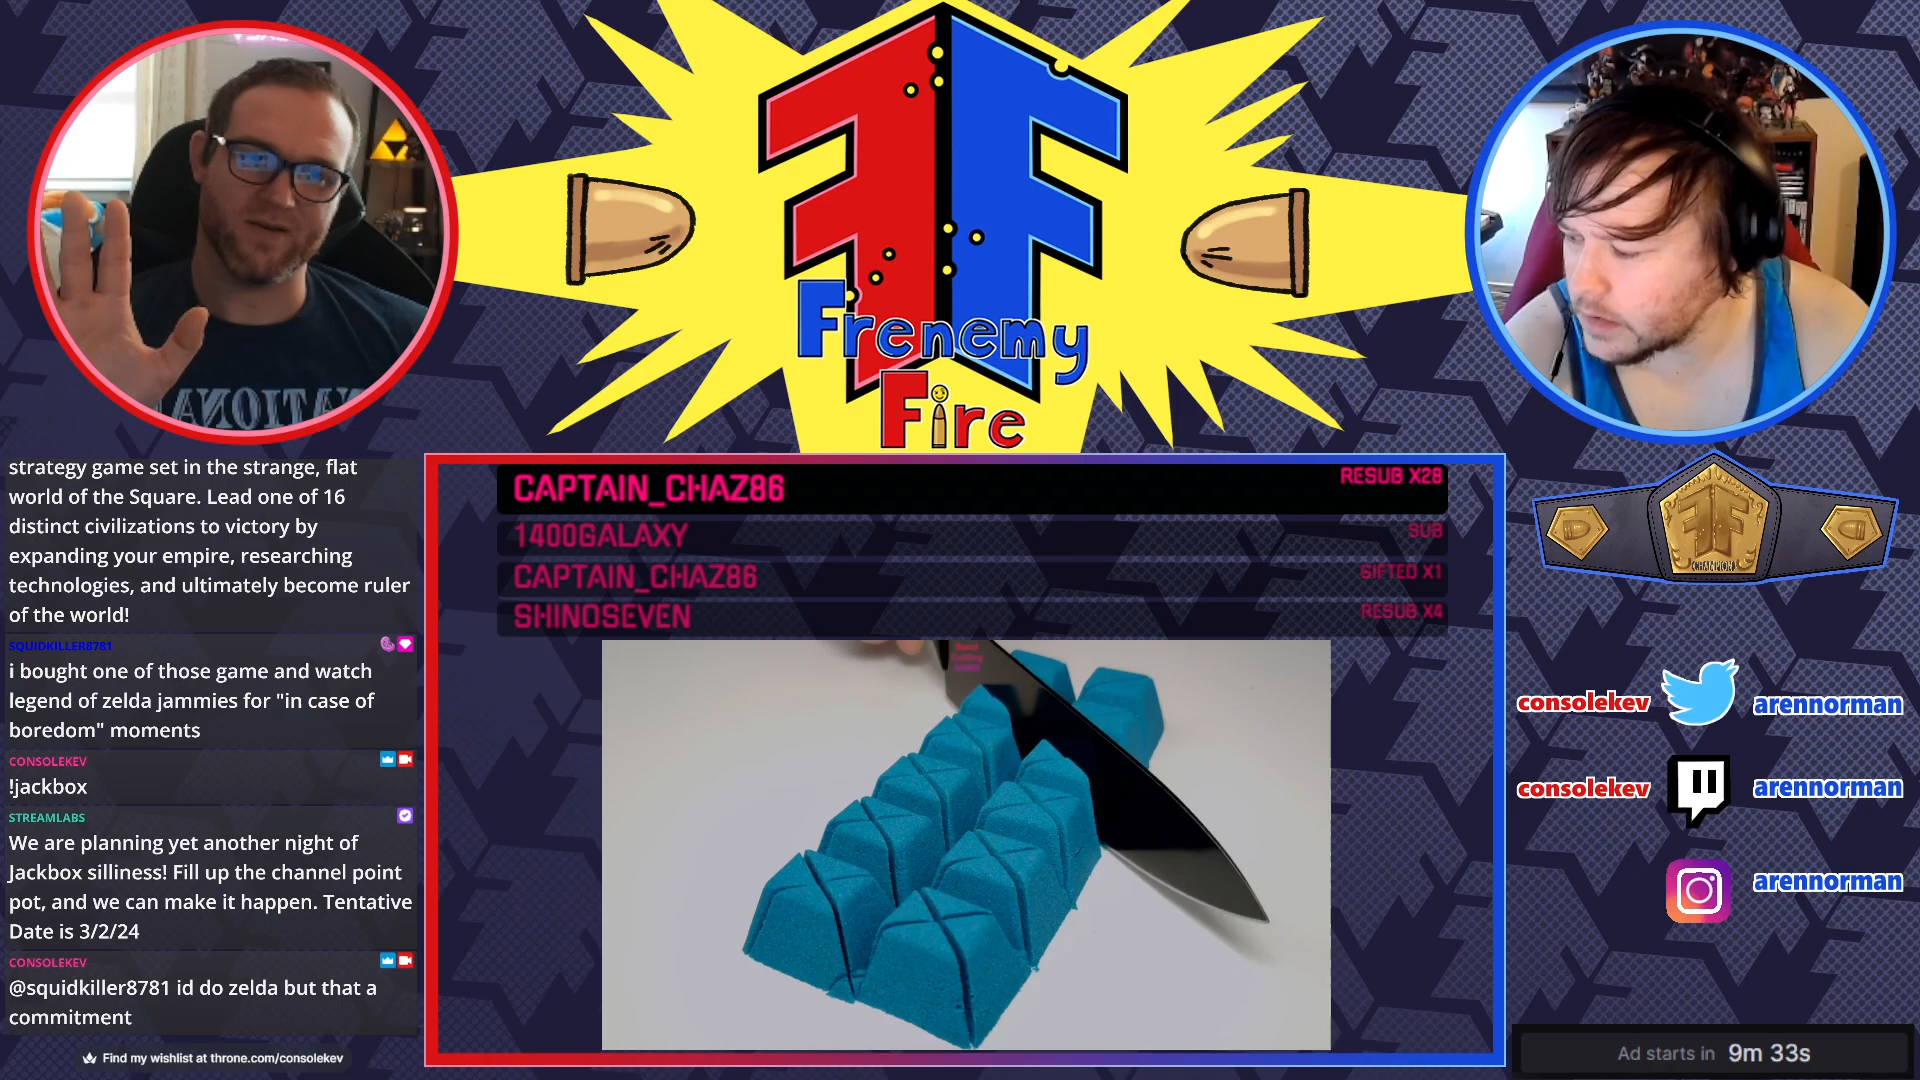 FF
Frenemy
Fire
strategy game set in the strange, flat
world of the Square. Lead one of 16
distinct civilizations to victory by
expanding your empire, researching
technologies, and ultimately become ruler
of the world!
SQUIDKILLER8781
i bought one of those game and watch
legend of zelda jammies for "in case of
boredom" moments
CONSOLEKEV
!jackbox
STREAMLABS
We are planning yet another night of
Jackbox silliness! Fill up the channel point
pot, and we can make it happen. Tentative
Date is 3/2/24
CONSOLEKEV
@squidkiller8781 id do zelda but that a
commitment
Find my wishlist at throne.com/consolekev
CAPTAIN_CHAZ86 RESUB X28
1400GALAXY SUB
CAPTAIN_CHAZ86 GIFTED X1
SHINOSEVEN RESUB X4
FF
CHAMPION
consolekev arennorman
consolekev arennorman
arennorman
Ad starts in 9m 33s